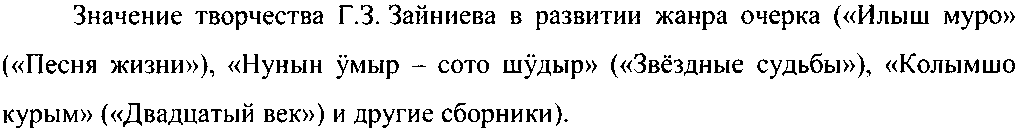 Значение творчества Г.З. Зайниева в развитии жанра очерка («Илыш муро»
(«Песня жизни»), «Нунын ӱмыр – сото шӱдыр» («Звёздные судьбы»), «Колымшо
курым» («Двадцатый век») и другие сборники).